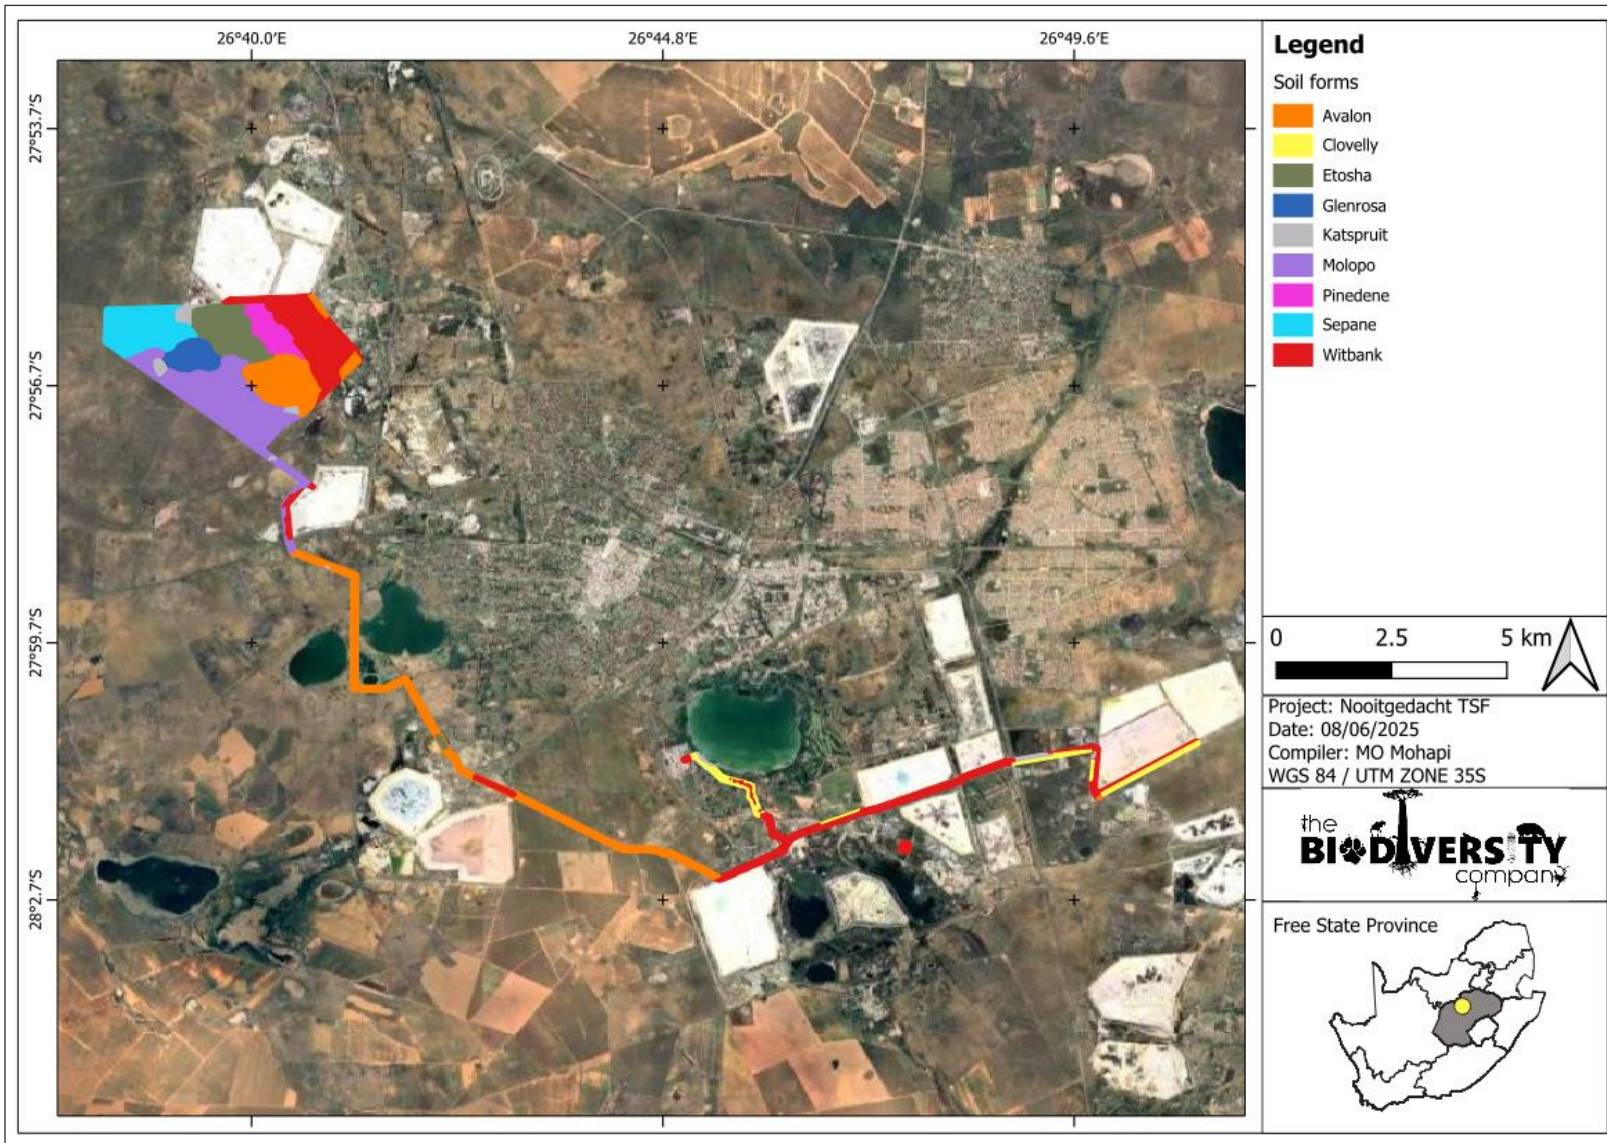 26°40.0′E
26°44.8′E
26°49.6′E
27°53.7′S
27°56.7′S
27°59.7′S
28°2.7′S
Legend
Soil forms
Avalon
Clovelly
Etosha
Glenrosa
Katspruit
Molopo
Pinedene
Sepane
Witbank
0 2.5 5 km
Project: Nooitgedacht TSF
Date: 08/06/2025
Compiler: MO Mohapi
WGS 84 / UTM ZONE 35S
the
BIODIVERSITY
company
Free State Province